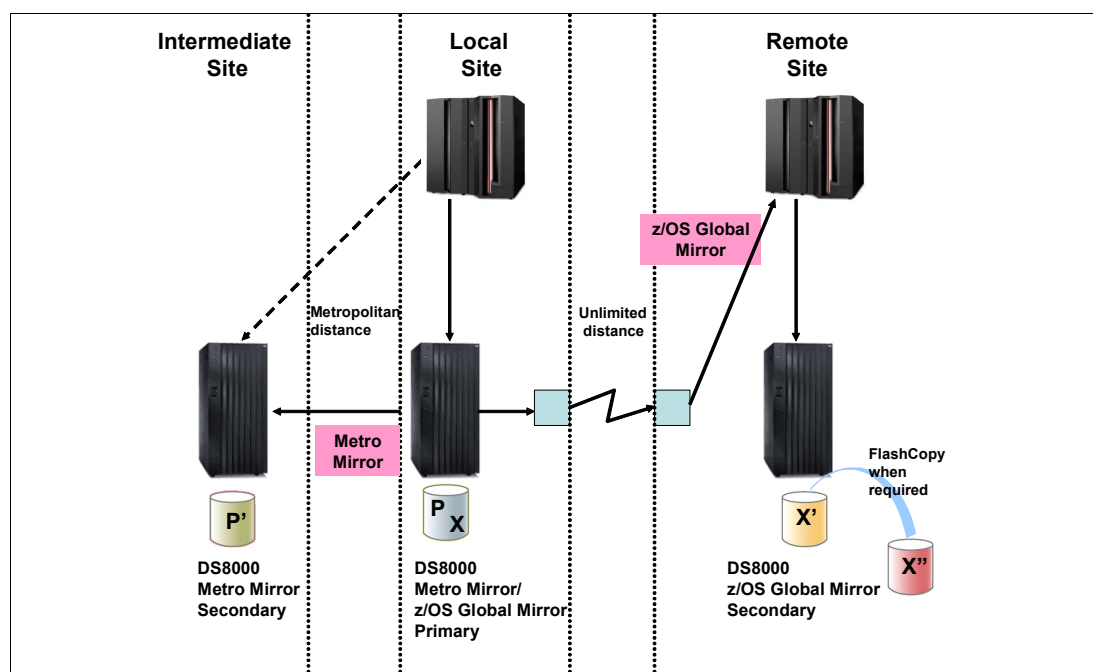 Intermediate
Site
Local
Site
Remote
Site
z/OS Global
Mirror
Metropolitan
distance
Unlimited
distance
Metro
Mirror
FlashCopy
when
required
P’
P
X
X’
X”
DS8000
Metro Mirror
Secondary
DS8000
Metro Mirror/
z/OS Global Mirror
Primary
DS8000
z/OS Global Mirror
Secondary